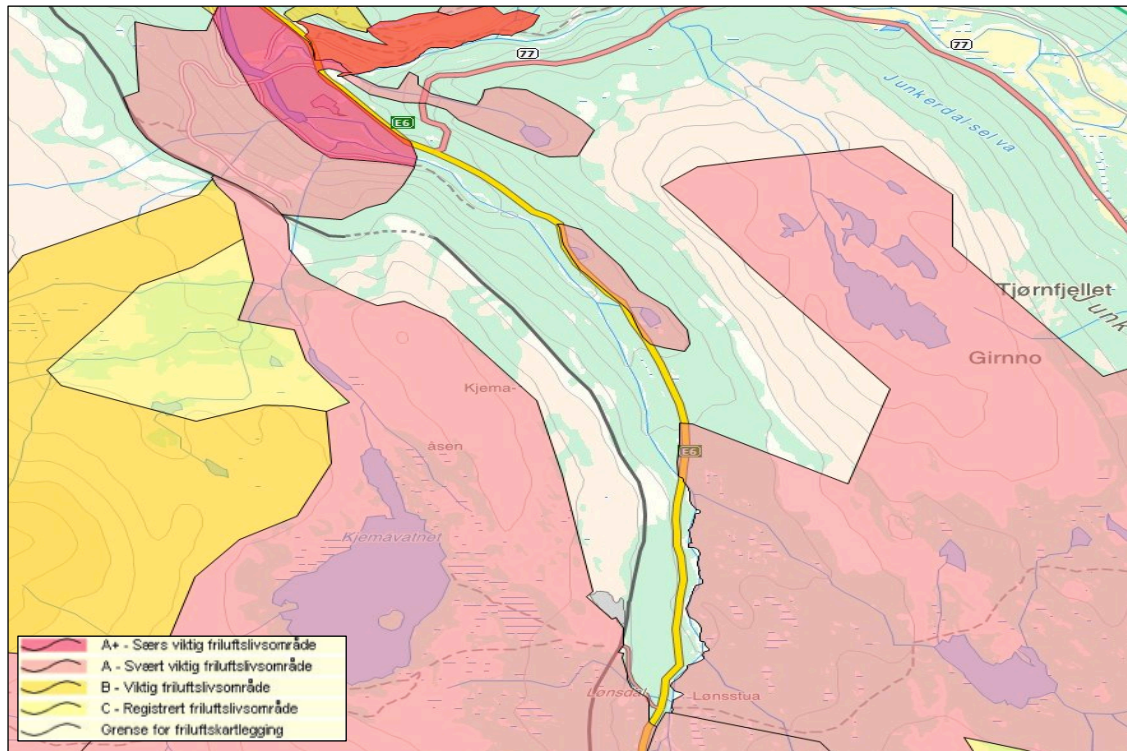 77
77
E6
Junkerdalselva
Tjørnfjellet
Junk
Girnno
Kjema-
åsen
E6
Kjemavatnet
A+ - Særs viktig friluftslivsområde
A - Svært viktig friluftslivsområde
B - Viktig friluftslivsområde
C - Registrert friluftslivsområde
Grense for friluftskartlegging
Lønsdal
Lønsstua